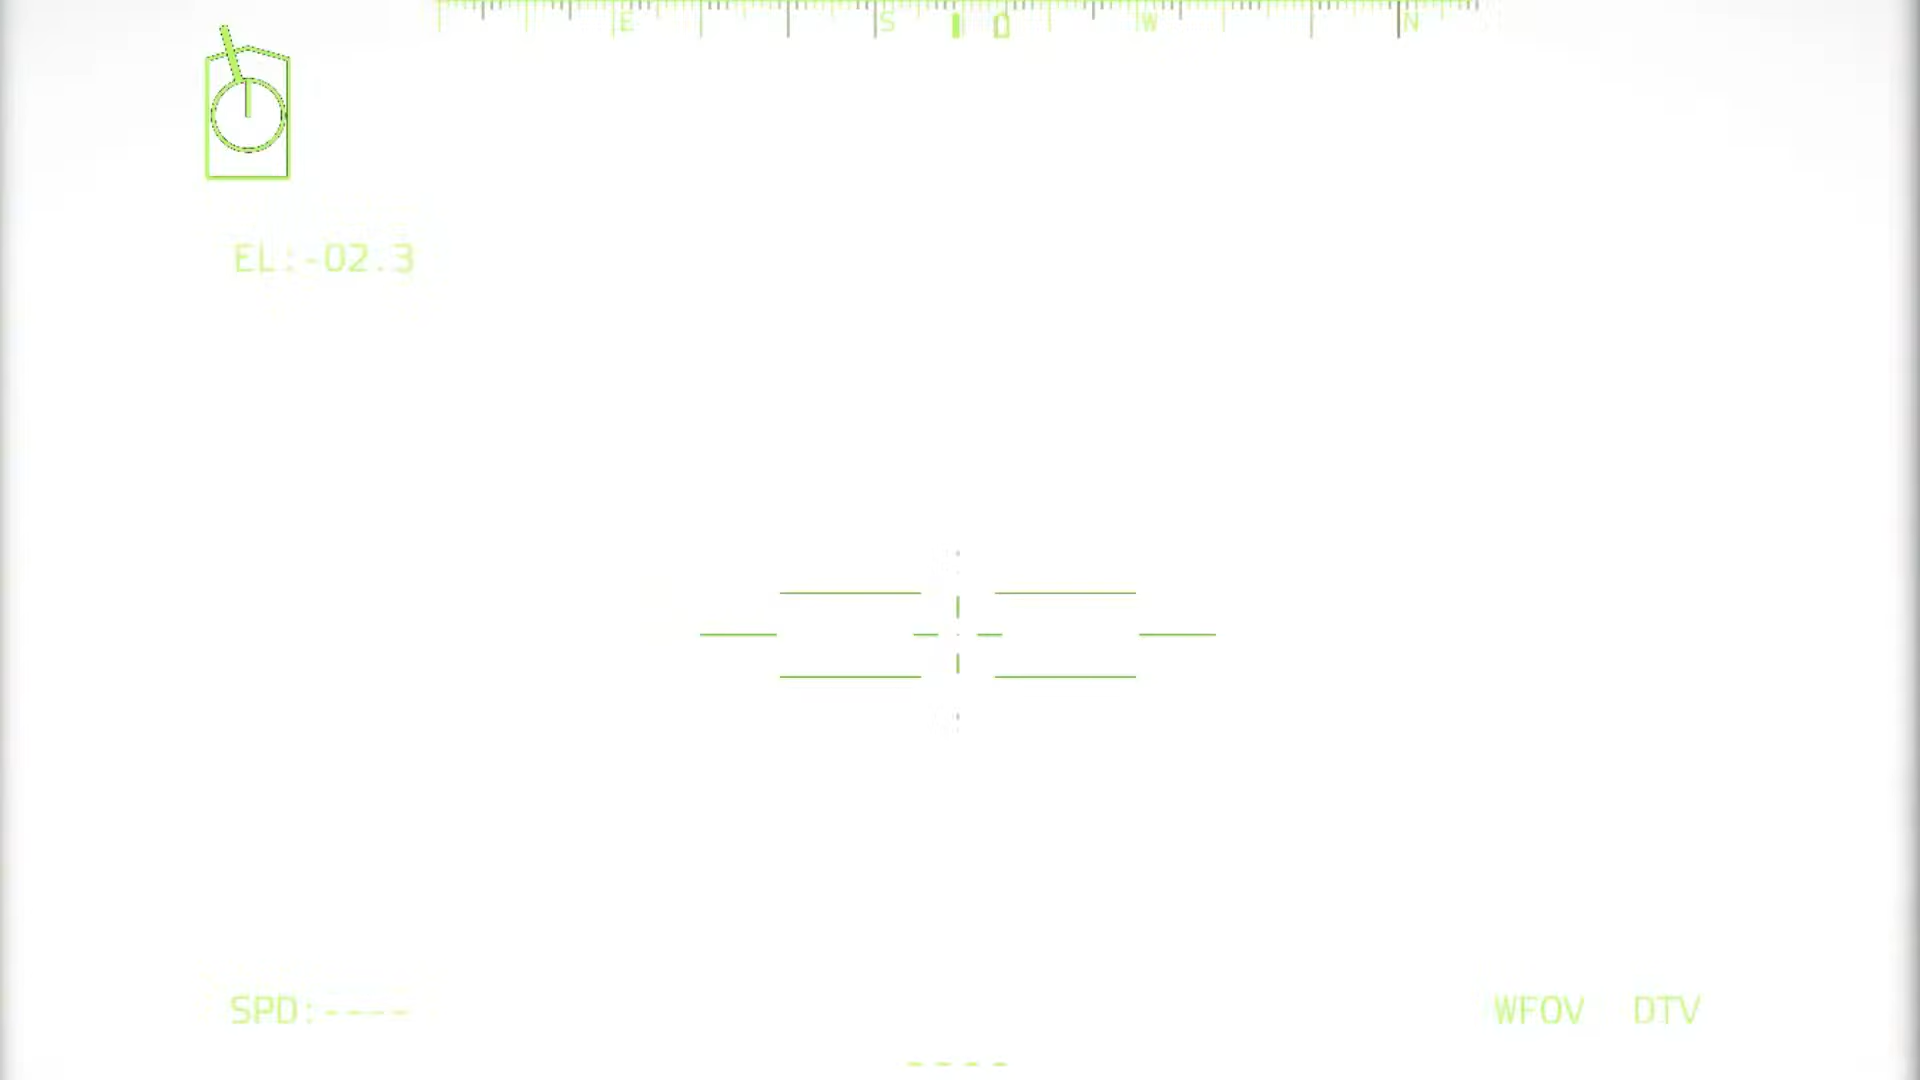 E S W N
EL:-02.3
SPD:----
WFOV DTV
----